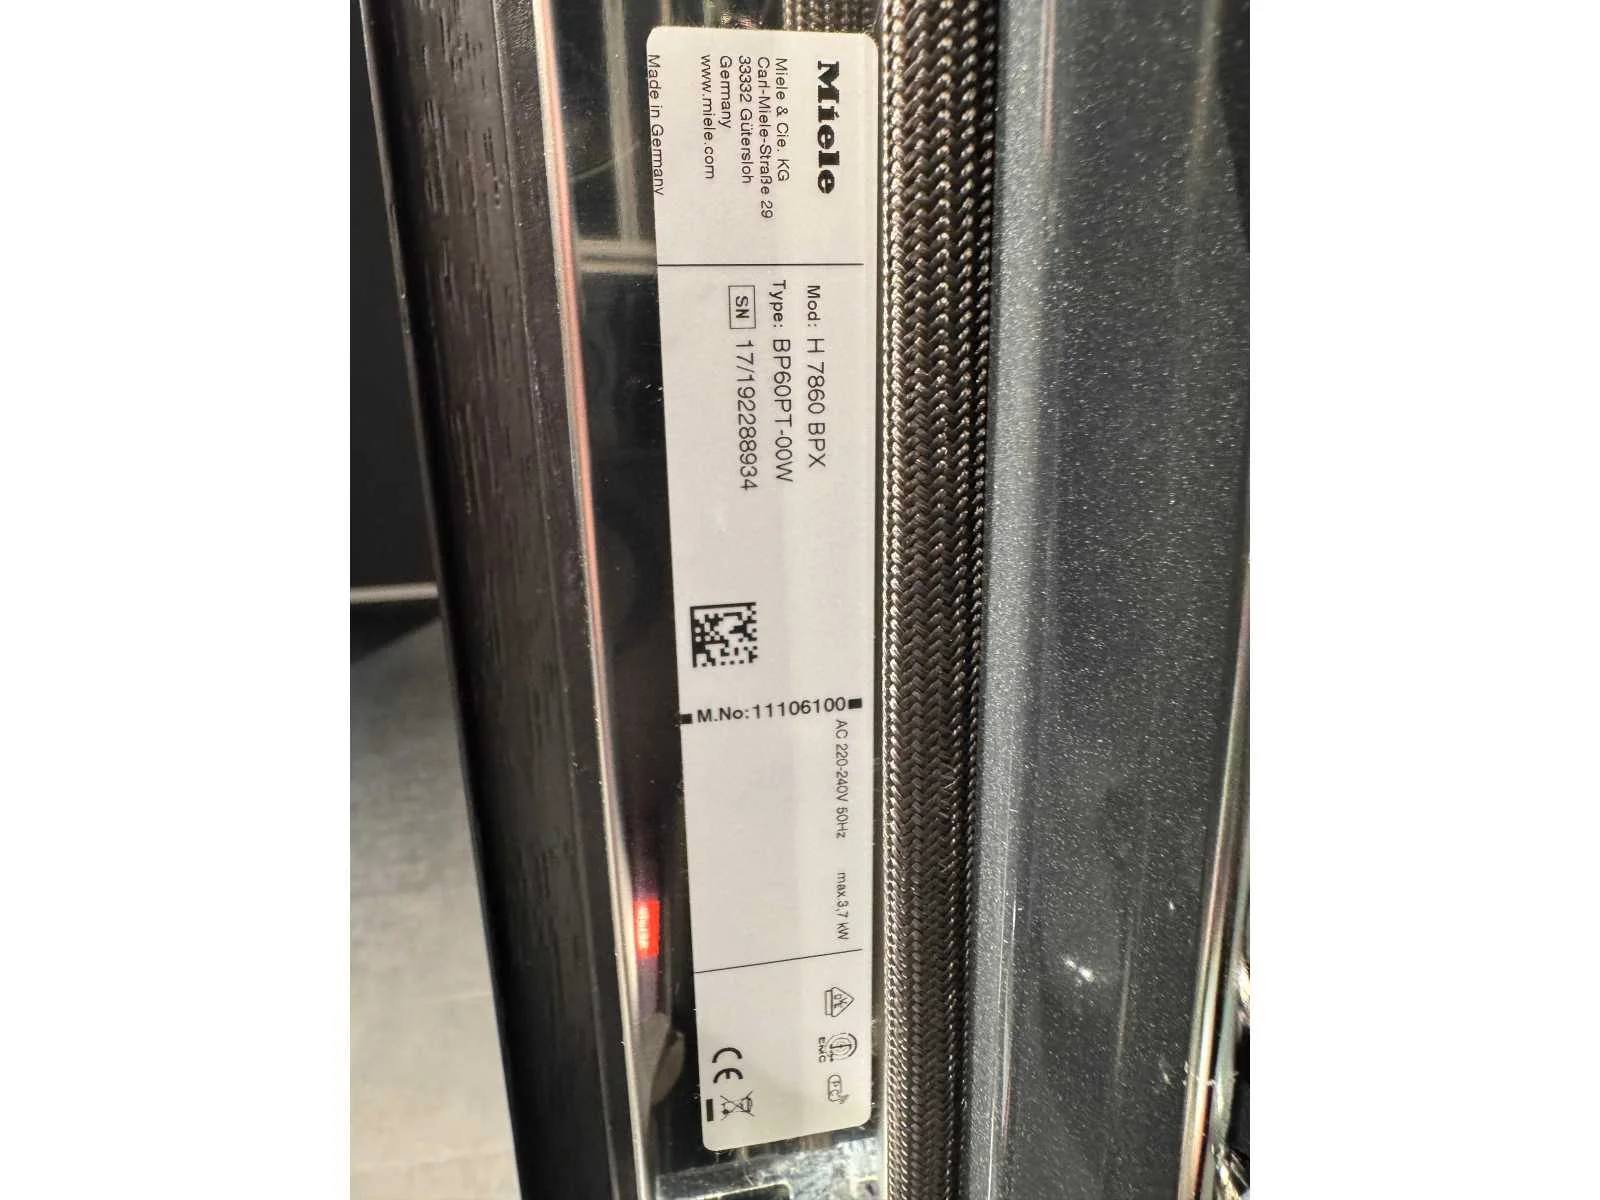 Miele
Miele & Cie. KG
Carl-Miele-Straße 29
33332 Gütersloh
Germany
www.miele.com
Made in Germany
Mod: H 7860 BPX
Type: BP60PT-00W
SN 17/192288934
M.No:11106100
AC 220-240V 50Hz max.3,7 kW
EMC
CE